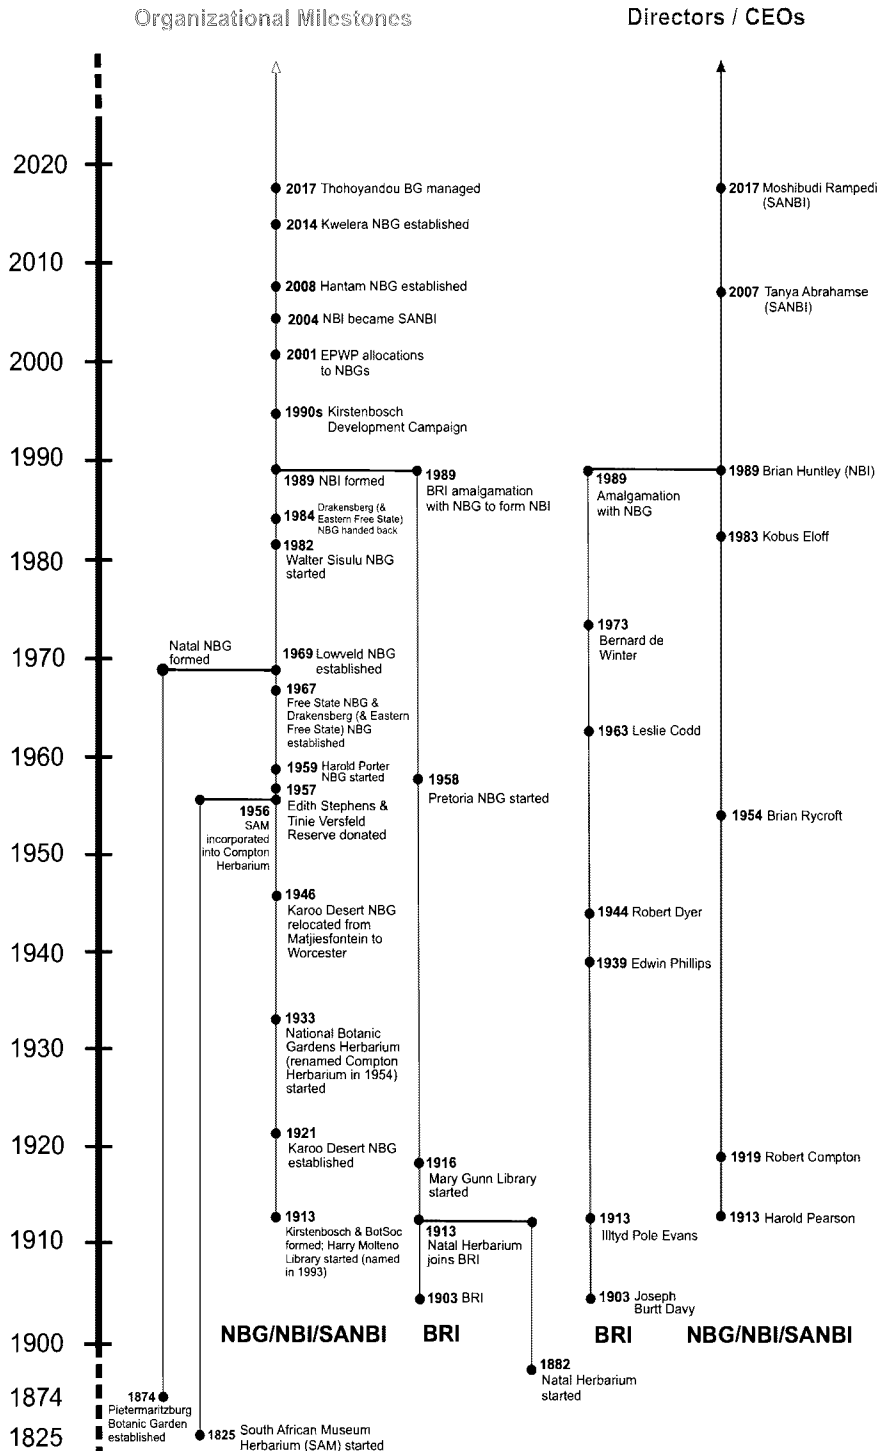 Organizational Milestones
Directors / CEOs
2020
2010
2000
1990
1980
1970
1960
1950
1940
1930
1920
1910
1900
1874
1825
2017 Thohoyandou BG managed
2014 Kwelera NBG established
2008 Hantam NBG established
2004 NBI became SANBI
2001 EPWP allocations
to NBGs
1990s Kirstenbosch
Development Campaign
1989 NBI formed
1984 Drakensberg (&
Eastern Free State)
NBG handed back
1982
Walter Sisulu NBG
started
Natal NBG
formed
1969 Lowveld NBG
established
1967
Free State NBG &
Drakensberg (& Eastern
Free State) NBG
established
1959 Harold Porter
NBG started
1957
Edith Stephens &
Tinie Versfeld
Reserve donated
1956
SAM
incorporated
into Compton
Herbarium
1946
Karoo Desert NBG
relocated from
Matjiesfontein to
Worcester
1933
National Botanic
Gardens Herbarium
(renamed Compton
Herbarium in 1954)
started
1921
Karoo Desert NBG
established
1913
Kirstenbosch & BotSoc
formed; Harry Molteno
Library started (named
in 1993)
NBG/NBI/SANBI
1874
Pietermaritzburg
Botanic Garden
established
1825 South African Museum
Herbarium (SAM) started
1989
BRI amalgamation
with NBG to form NBI
1958
Pretoria NBG started
1916
Mary Gunn Library
started
1913
Natal Herbarium
joins BRI
1903 BRI
BRI
1882
Natal Herbarium
started
1989
Amalgamation
with NBG
1973
Bernard de
Winter
1963 Leslie Codd
1944 Robert Dyer
1939 Edwin Phillips
1913
Illtyd Pole Evans
1903 Joseph
Burtt Davy
BRI
2017 Moshibudi Rampedi
(SANBI)
2007 Tanya Abrahamse
(SANBI)
1989 Brian Huntley (NBI)
1983 Kobus Eloff
1954 Brian Rycroft
1919 Robert Compton
1913 Harold Pearson
NBG/NBI/SANBI